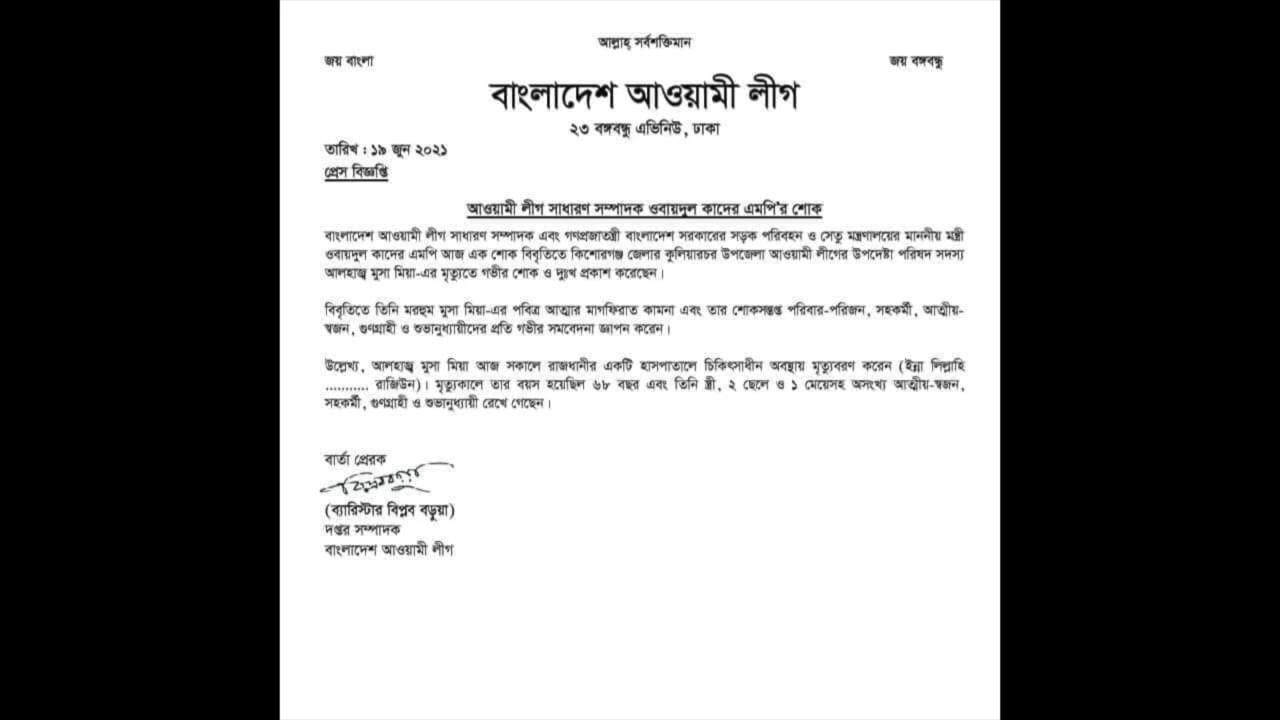 আল্লাহ্ সর্বশক্তিমান
জয় বাংলা
জয় বঙ্গবন্ধু
বাংলাদেশ আওয়ামী লীগ
২৩ বঙ্গবন্ধু এভিনিউ, ঢাকা
তারিখ : ১৯ জুন ২০২১
প্রেস বিজ্ঞপ্তি
আওয়ামী লীগ সাধারণ সম্পাদক ওবায়দুল কাদের এমপি'র শোক
বাংলাদেশ আওয়ামী লীগ সাধারণ সম্পাদক এবং গণপ্রজাতন্ত্রী বাংলাদেশ সরকারের সড়ক পরিবহন ও সেতু মন্ত্রণালয়ের মাননীয় মন্ত্রী
ওবায়দুল কাদের এমপি আজ এক শোক বিবৃতিতে কিশোরগঞ্জ জেলার কুলিয়ারচর উপজেলা আওয়ামী লীগের উপদেষ্টা পরিষদ সদস্য
আলহাজ্ব মুসা মিয়া-এর মৃত্যুতে গভীর শোক ও দুঃখ প্রকাশ করেছেন।
বিবৃতিতে তিনি মরহুম মুসা মিয়া-এর পবিত্র আত্মার মাগফিরাত কামনা এবং তার শোকসন্তপ্ত পরিবার-পরিজন, সহকর্মী, আত্মীয়-
স্বজন, গুণগ্রাহী ও শুভানুধ্যায়ীদের প্রতি গভীর সমবেদনা জ্ঞাপন করেন।
উল্লেখ্য, আলহাজ্ব মুসা মিয়া আজ সকালে রাজধানীর একটি হাসপাতালে চিকিৎসাধীন অবস্থায় মৃত্যুবরণ করেন (ইন্না লিল্লাহি
........... রাজিউন)। মৃত্যুকালে তার বয়স হয়েছিল ৬৮ বছর এবং তিনি স্ত্রী, ২ ছেলে ও ১ মেয়েসহ অসংখ্য আত্মীয়-স্বজন,
সহকর্মী, গুণগ্রাহী ও শুভানুধ্যায়ী রেখে গেছেন।
বার্তা প্রেরক
(ব্যারিস্টার বিপ্লব বড়ুয়া)
দপ্তর সম্পাদক
বাংলাদেশ আওয়ামী লীগ